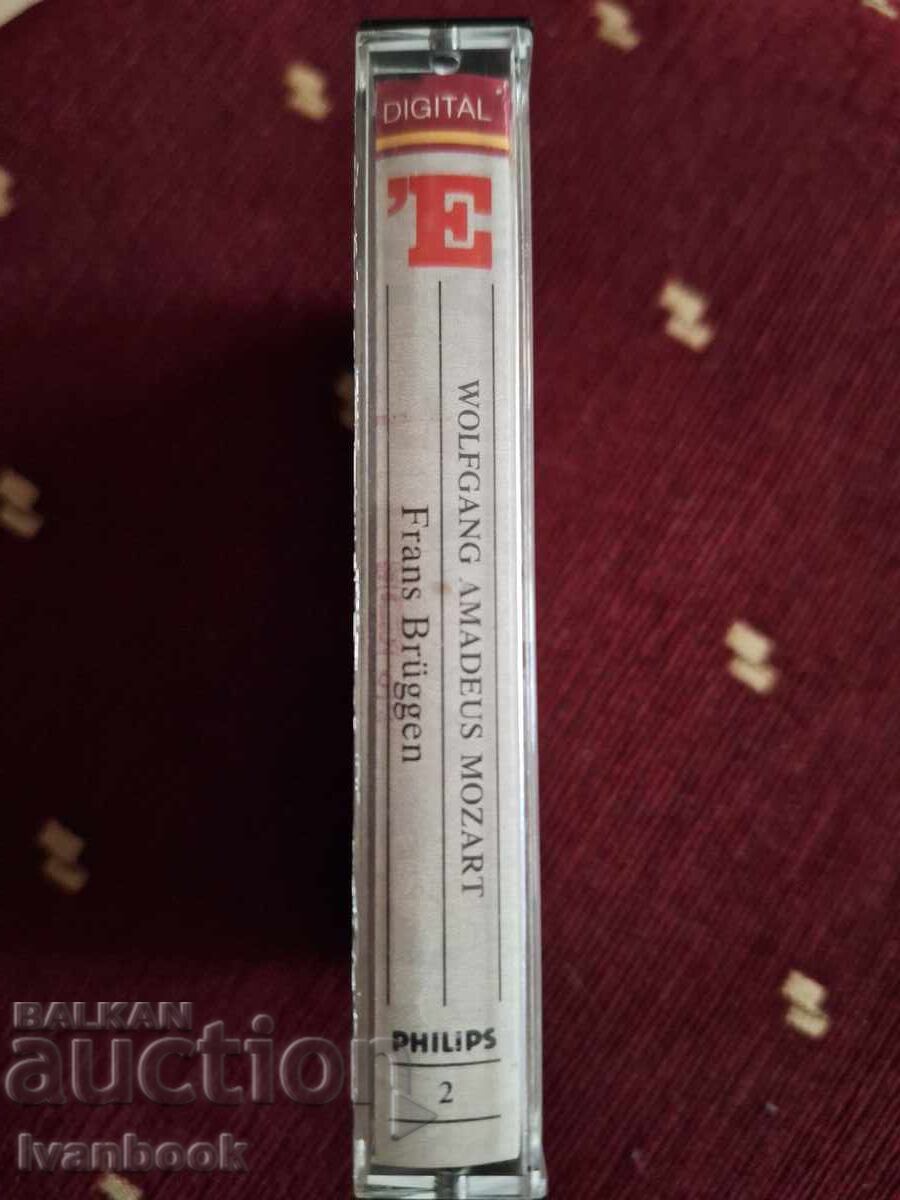 DIGITAL
'E
WOLFGANG AMADEUS MOZART
Frans Brüggen
PHILIPS
2
BALKAN
auction
Ivanbook